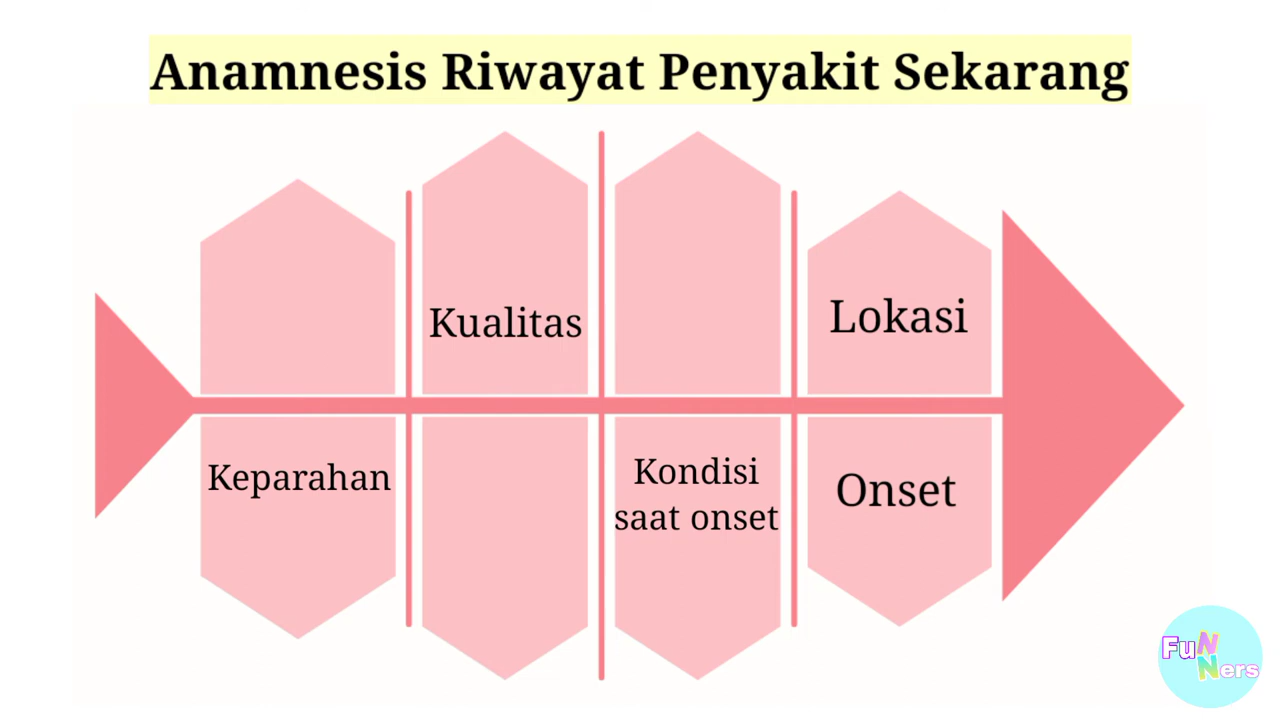 Anamnesis Riwayat Penyakit Sekarang
Kualitas
Lokasi
Keparahan
Kondisi
saat onset
Onset
FuN
Ners